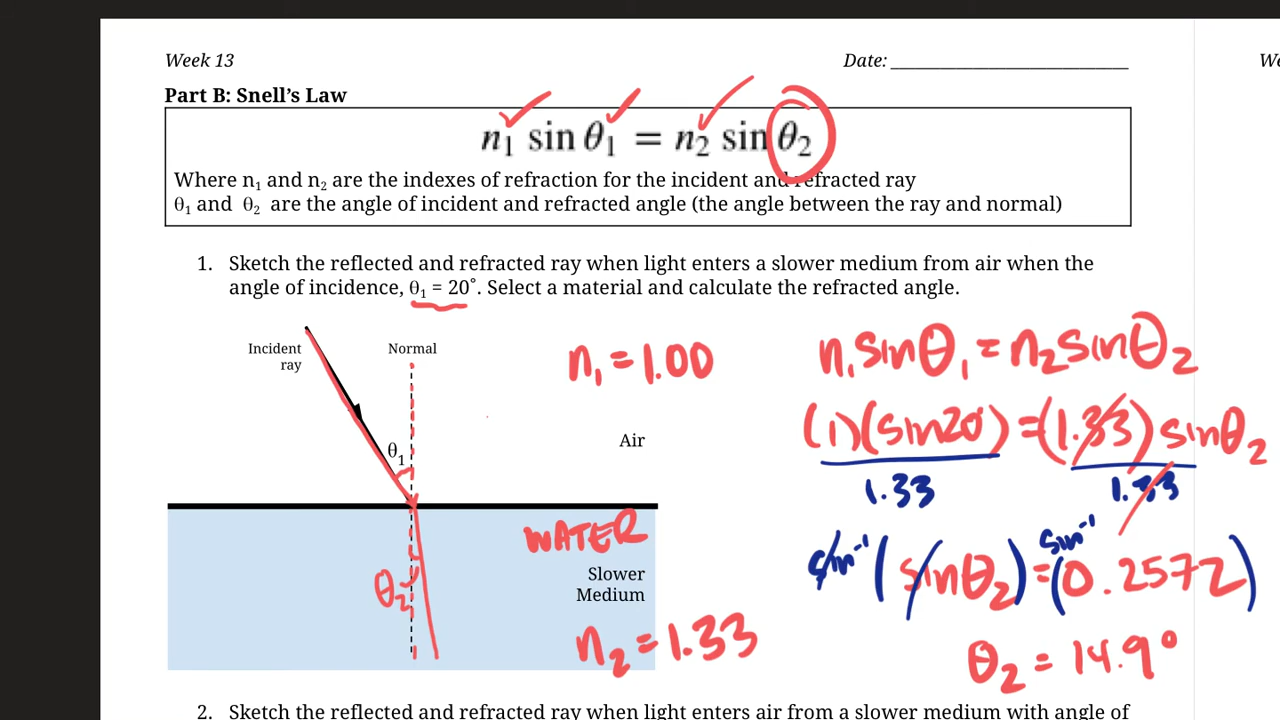 Week 13 Date: ____________________________
We
Part B: Snell's Law
n₁ sin θ₁ = n₂ sin θ₂
Where n₁ and n₂ are the indexes of refraction for the incident and refracted ray
θ₁ and θ₂ are the angle of incident and refracted angle (the angle between the ray and normal)
1. Sketch the reflected and refracted ray when light enters a slower medium from air when the
angle of incidence, θ₁ = 20°. Select a material and calculate the refracted angle.
Incident
ray
Normal
θ₁
n₁ = 1.00
Air
WATER
Slower
Medium
θ₂
n₂ = 1.33
n₁ sinθ₁ = n₂ sinθ₂
(1)(sin20) = (1.33) sinθ₂
1.33 1.33
sin⁻¹(sinθ₂) = sin⁻¹(0.2572)
θ₂ = 14.9°
2. Sketch the reflected and refracted ray when light enters air from a slower medium with angle of